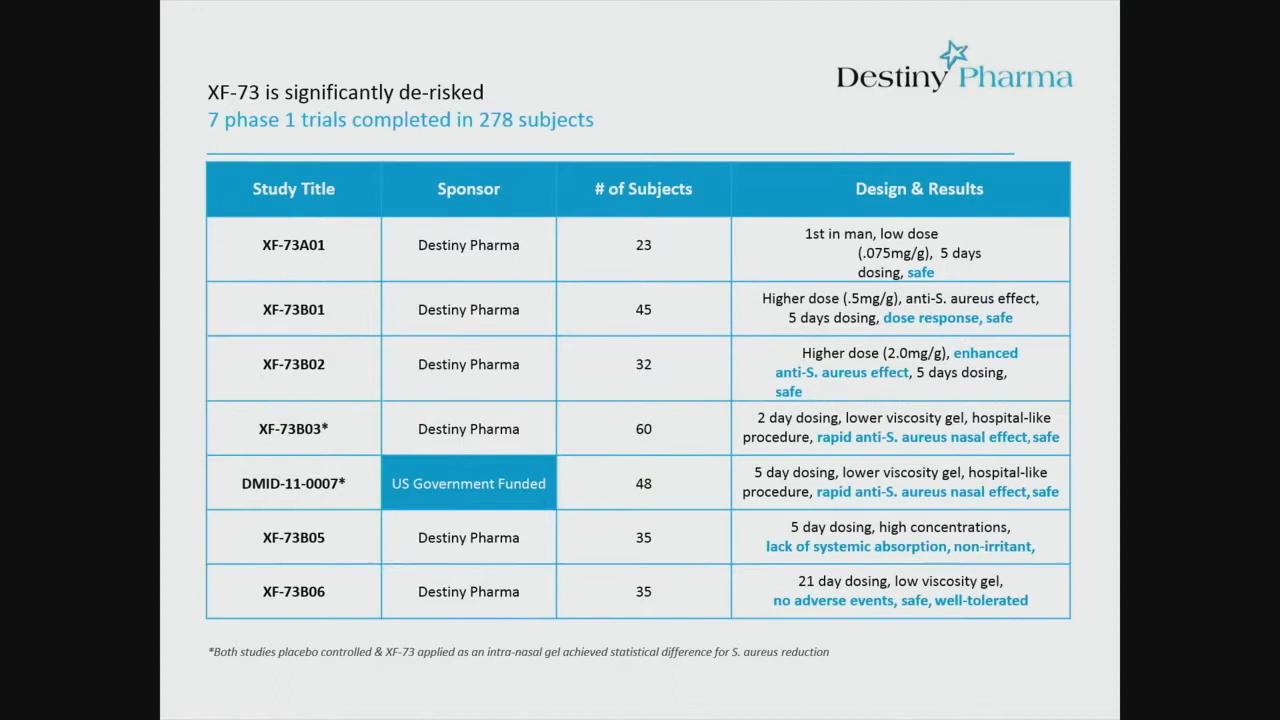 Destiny Pharma
XF-73 is significantly de-risked
7 phase 1 trials completed in 278 subjects
Study Title
Sponsor
# of Subjects
Design & Results
XF-73A01
Destiny Pharma
23
1st in man, low dose
(.075mg/g), 5 days
dosing, safe
XF-73B01
Destiny Pharma
45
Higher dose (.5mg/g), anti-S. aureus effect,
5 days dosing, dose response, safe
XF-73B02
Destiny Pharma
32
Higher dose (2.0mg/g), enhanced
anti-S. aureus effect, 5 days dosing,
safe
XF-73B03*
Destiny Pharma
60
2 day dosing, lower viscosity gel, hospital-like
procedure, rapid anti-S. aureus nasal effect, safe
DMID-11-0007*
US Government Funded
48
5 day dosing, lower viscosity gel, hospital-like
procedure, rapid anti-S. aureus nasal effect, safe
XF-73B05
Destiny Pharma
35
5 day dosing, high concentrations,
lack of systemic absorption, non-irritant,
XF-73B06
Destiny Pharma
35
21 day dosing, low viscosity gel,
no adverse events, safe, well-tolerated
*Both studies placebo controlled & XF-73 applied as an intra-nasal gel achieved statistical difference for S. aureus reduction